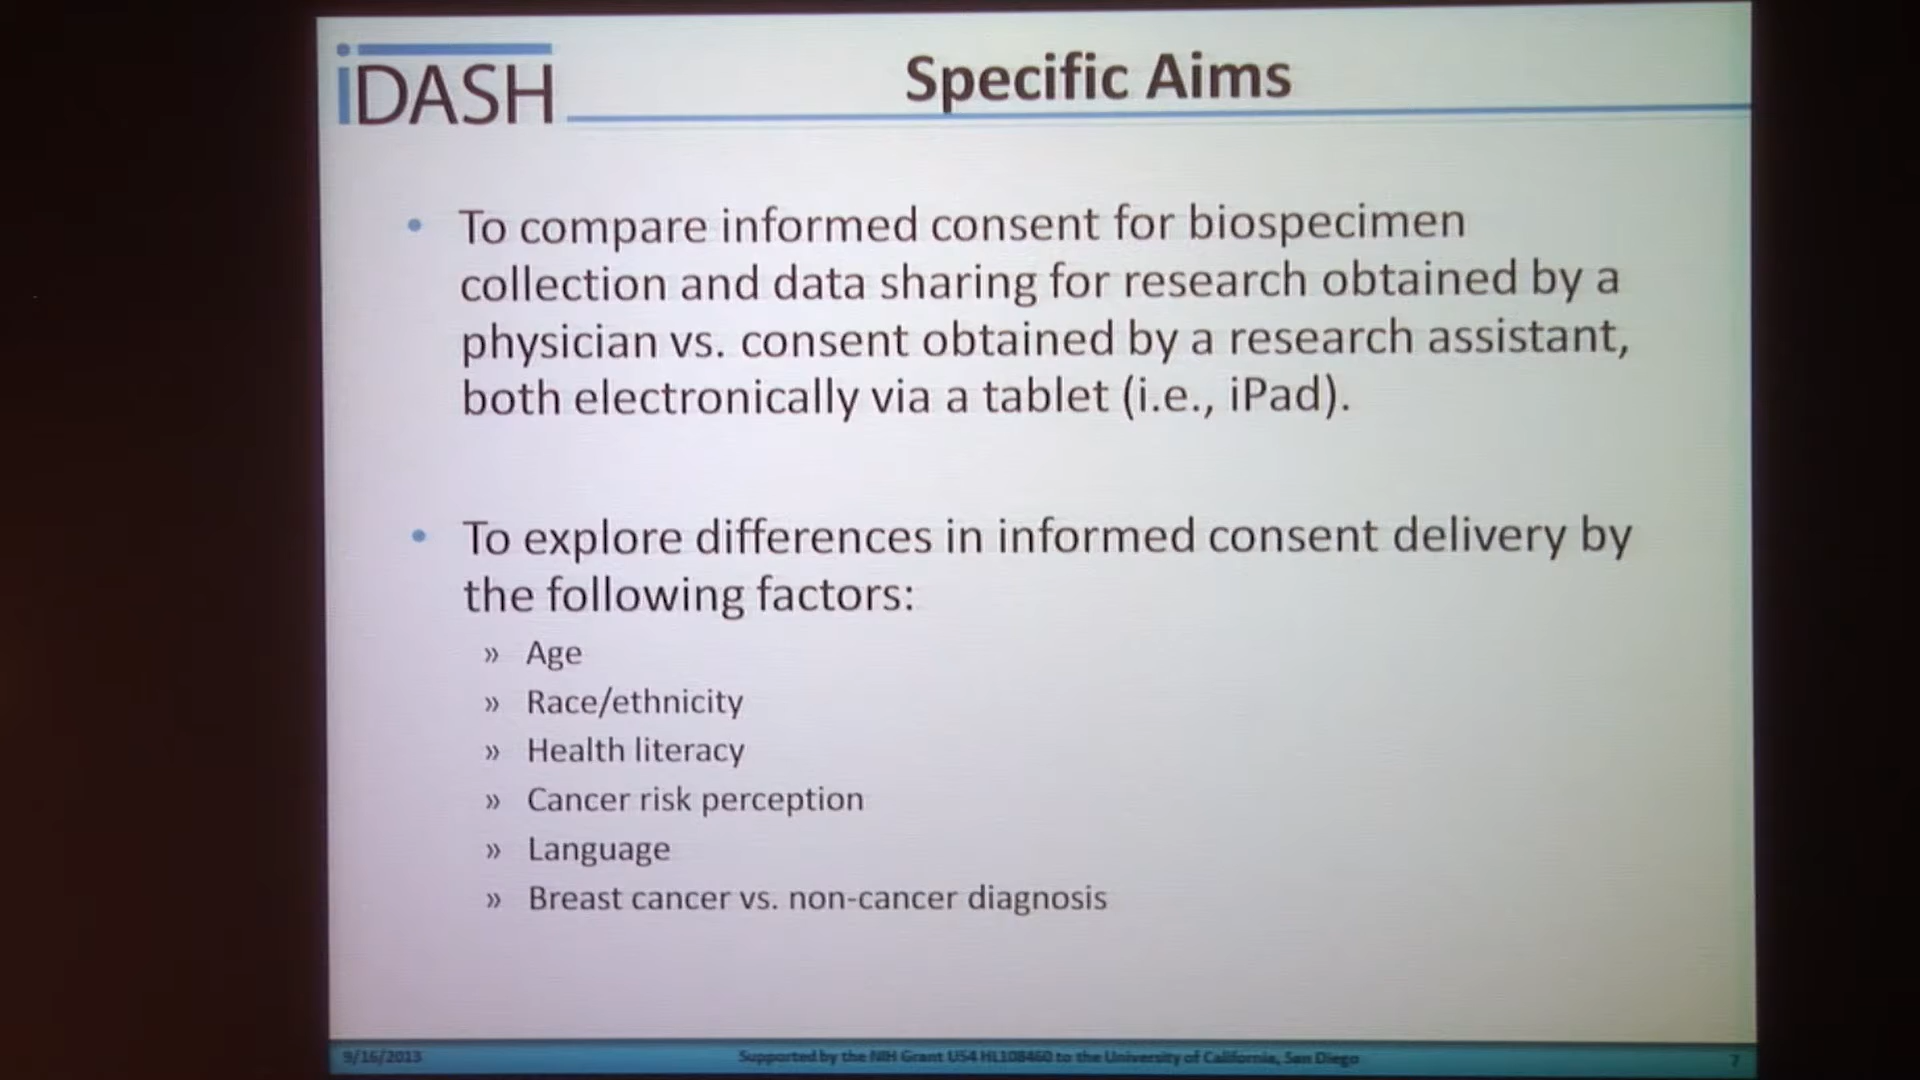 iDASH
Specific Aims
• To compare informed consent for biospecimen
collection and data sharing for research obtained by a
physician vs. consent obtained by a research assistant,
both electronically via a tablet (i.e., iPad).
• To explore differences in informed consent delivery by
the following factors:
» Age
» Race/ethnicity
» Health literacy
» Cancer risk perception
» Language
» Breast cancer vs. non-cancer diagnosis
9/16/2013
Supported by the NIH Grant U54 HL108460 to the University of California, San Diego
7